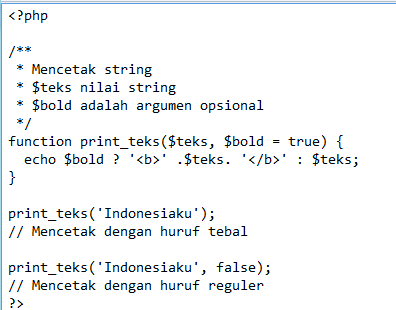 <?php
/**
 * Mencetak string
 * $teks nilai string
 * $bold adalah argumen opsional
 */
function print_teks($teks, $bold = true) {
  echo $bold ? '<b>' .$teks. '</b>' : $teks;
}
print_teks('Indonesiaku');
// Mencetak dengan huruf tebal
print_teks('Indonesiaku', false);
// Mencetak dengan huruf reguler
?>